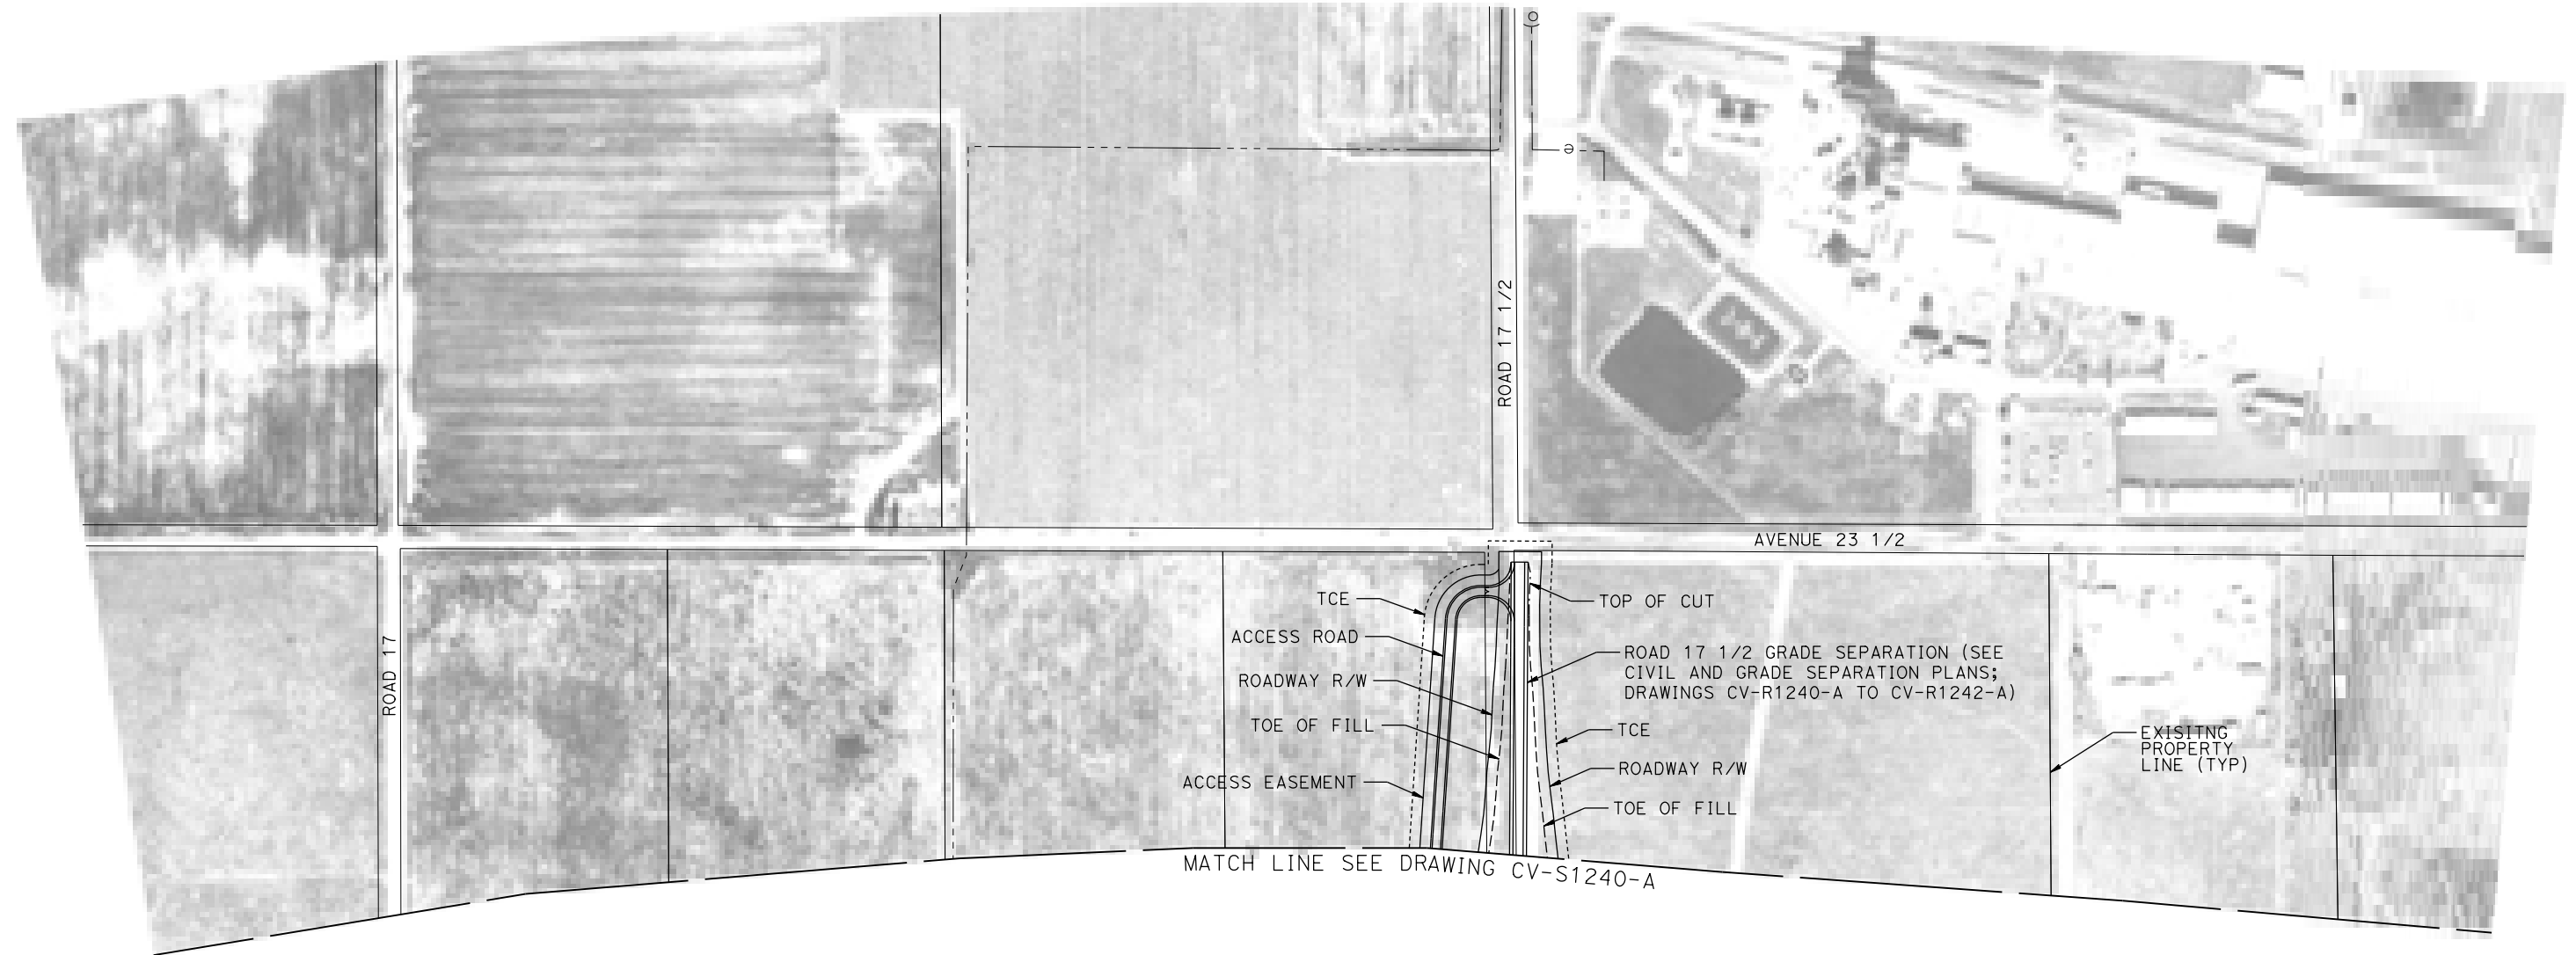 ROAD 17 1/2
AVENUE 23 1/2
ROAD 17
TCE
ACCESS ROAD
ROADWAY R/W
TOE OF FILL
ACCESS EASEMENT
TOP OF CUT
ROAD 17 1/2 GRADE SEPARATION (SEE
CIVIL AND GRADE SEPARATION PLANS;
DRAWINGS CV-R1240-A TO CV-R1242-A)
TCE
ROADWAY R/W
TOE OF FILL
EXISITNG
PROPERTY
LINE (TYP)
MATCH LINE SEE DRAWING CV-S1240-A
e